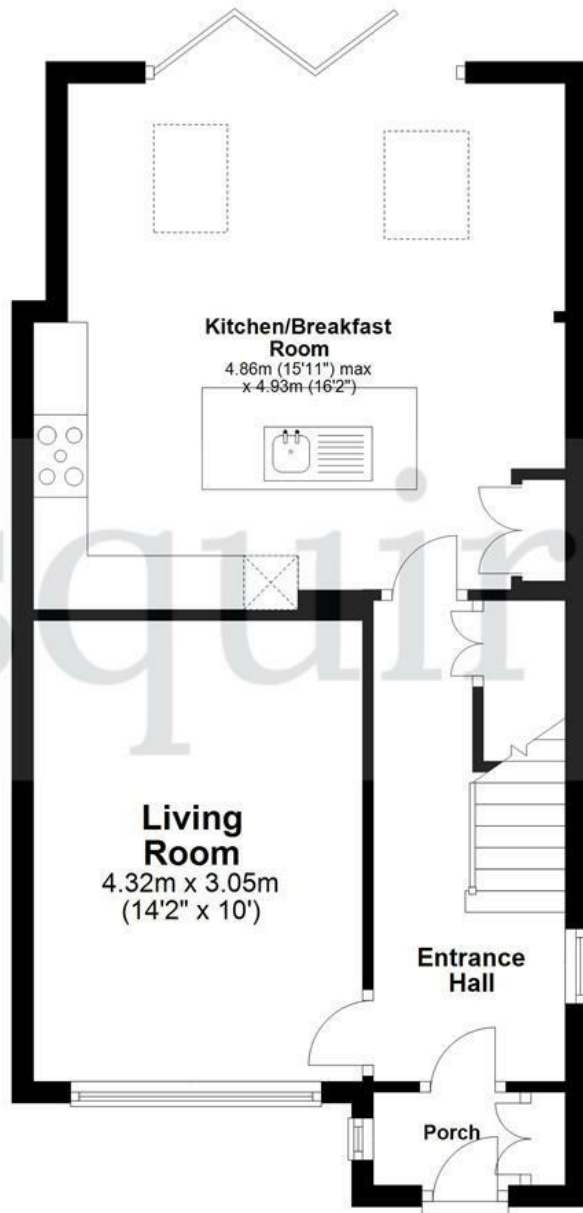 Kitchen/Breakfast
Room
4.86m (15'11") max
x 4.93m (16'2")
squir
Living
Room
4.32m x 3.05m
(14'2" x 10')
Entrance
Hall
Porch